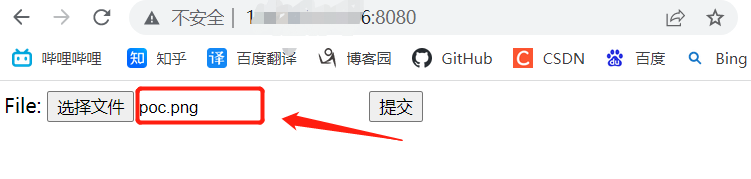 不安全 | 1 6:8080
哔哩哔哩 知 知乎 译 百度翻译 博客园 GitHub C CSDN du 百度 Bing
File: 选择文件 poc.png 提交